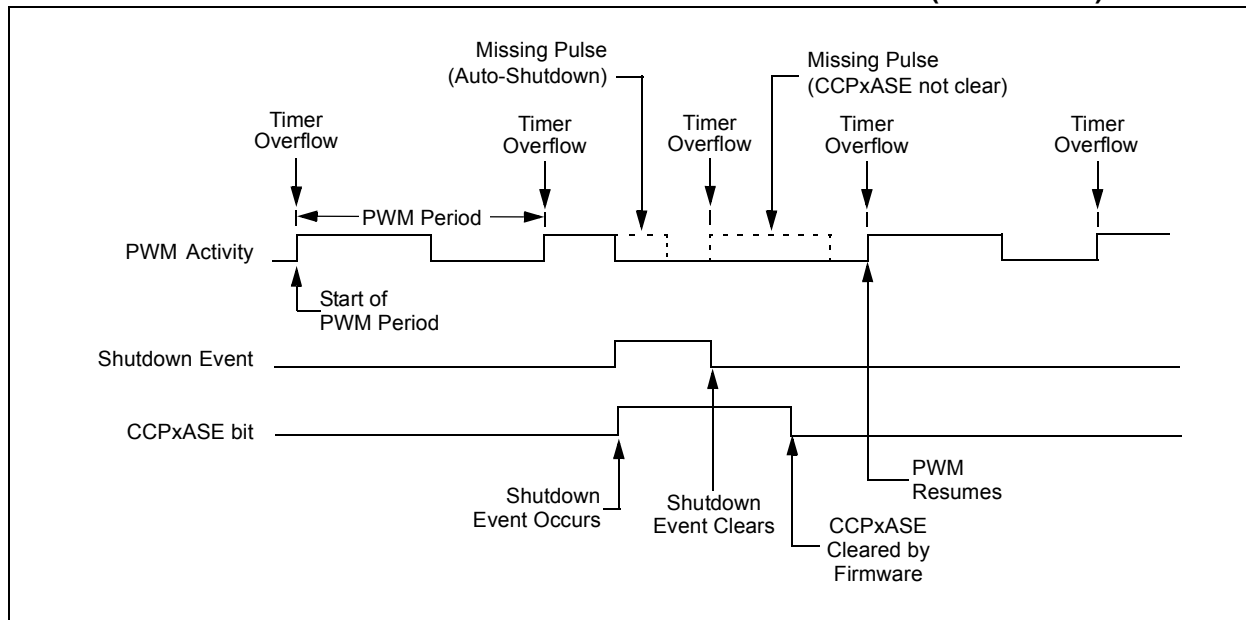 Missing Pulse
(Auto-Shutdown)
Missing Pulse
(CCPxASE not clear)
Timer
Overflow
Timer
Overflow
Timer
Overflow
Timer
Overflow
Timer
Overflow
PWM Period
PWM Activity
Start of
PWM Period
Shutdown Event
CCPxASE bit
Shutdown
Event Occurs
Shutdown
Event Clears
PWM
Resumes
CCPxASE
Cleared by
Firmware